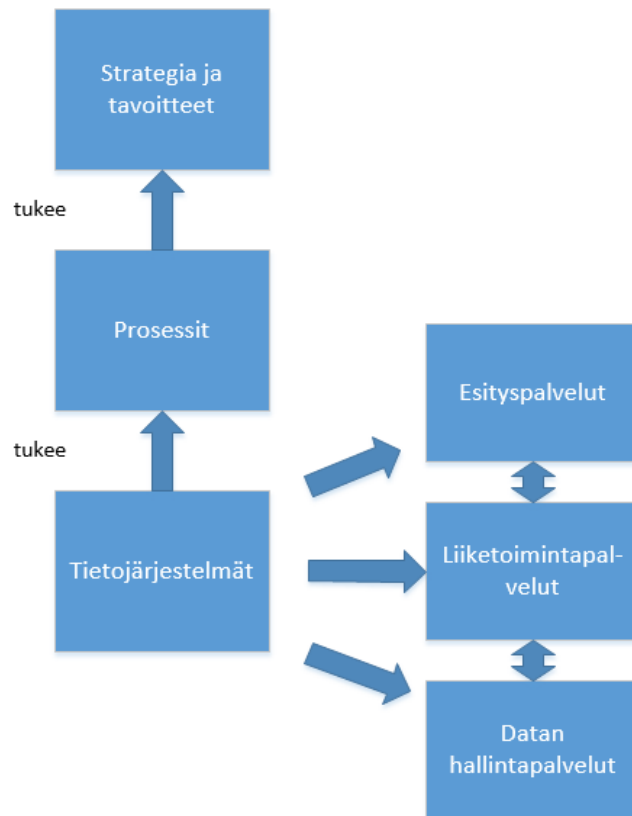 Strategia ja
tavoitteet
tukee
Prosessit
tukee
Tietojärjestelmät
Esityspalvelut
Liiketoimintapal-
velut
Datan
hallintapalvelut